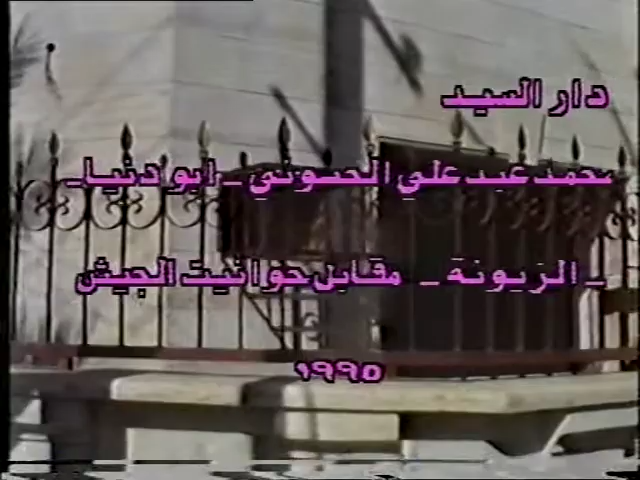 دار السيد
محمد عبد علي الحسوني - ابو دنيا -
- الزيونة - مقابل حوانيت الجيش
١٩٩٥